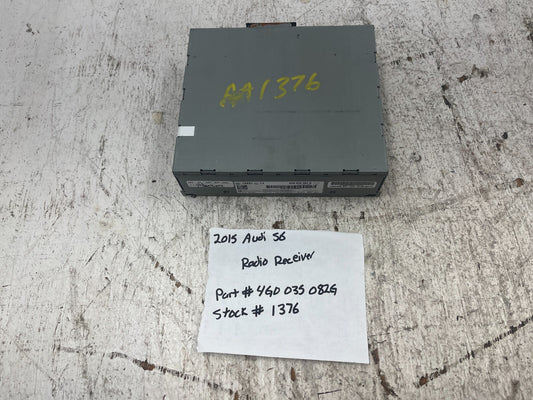 AA1376
2015 Audi S6
Radio Receiver
Part # 4G0 035 082G
Stock # 1376